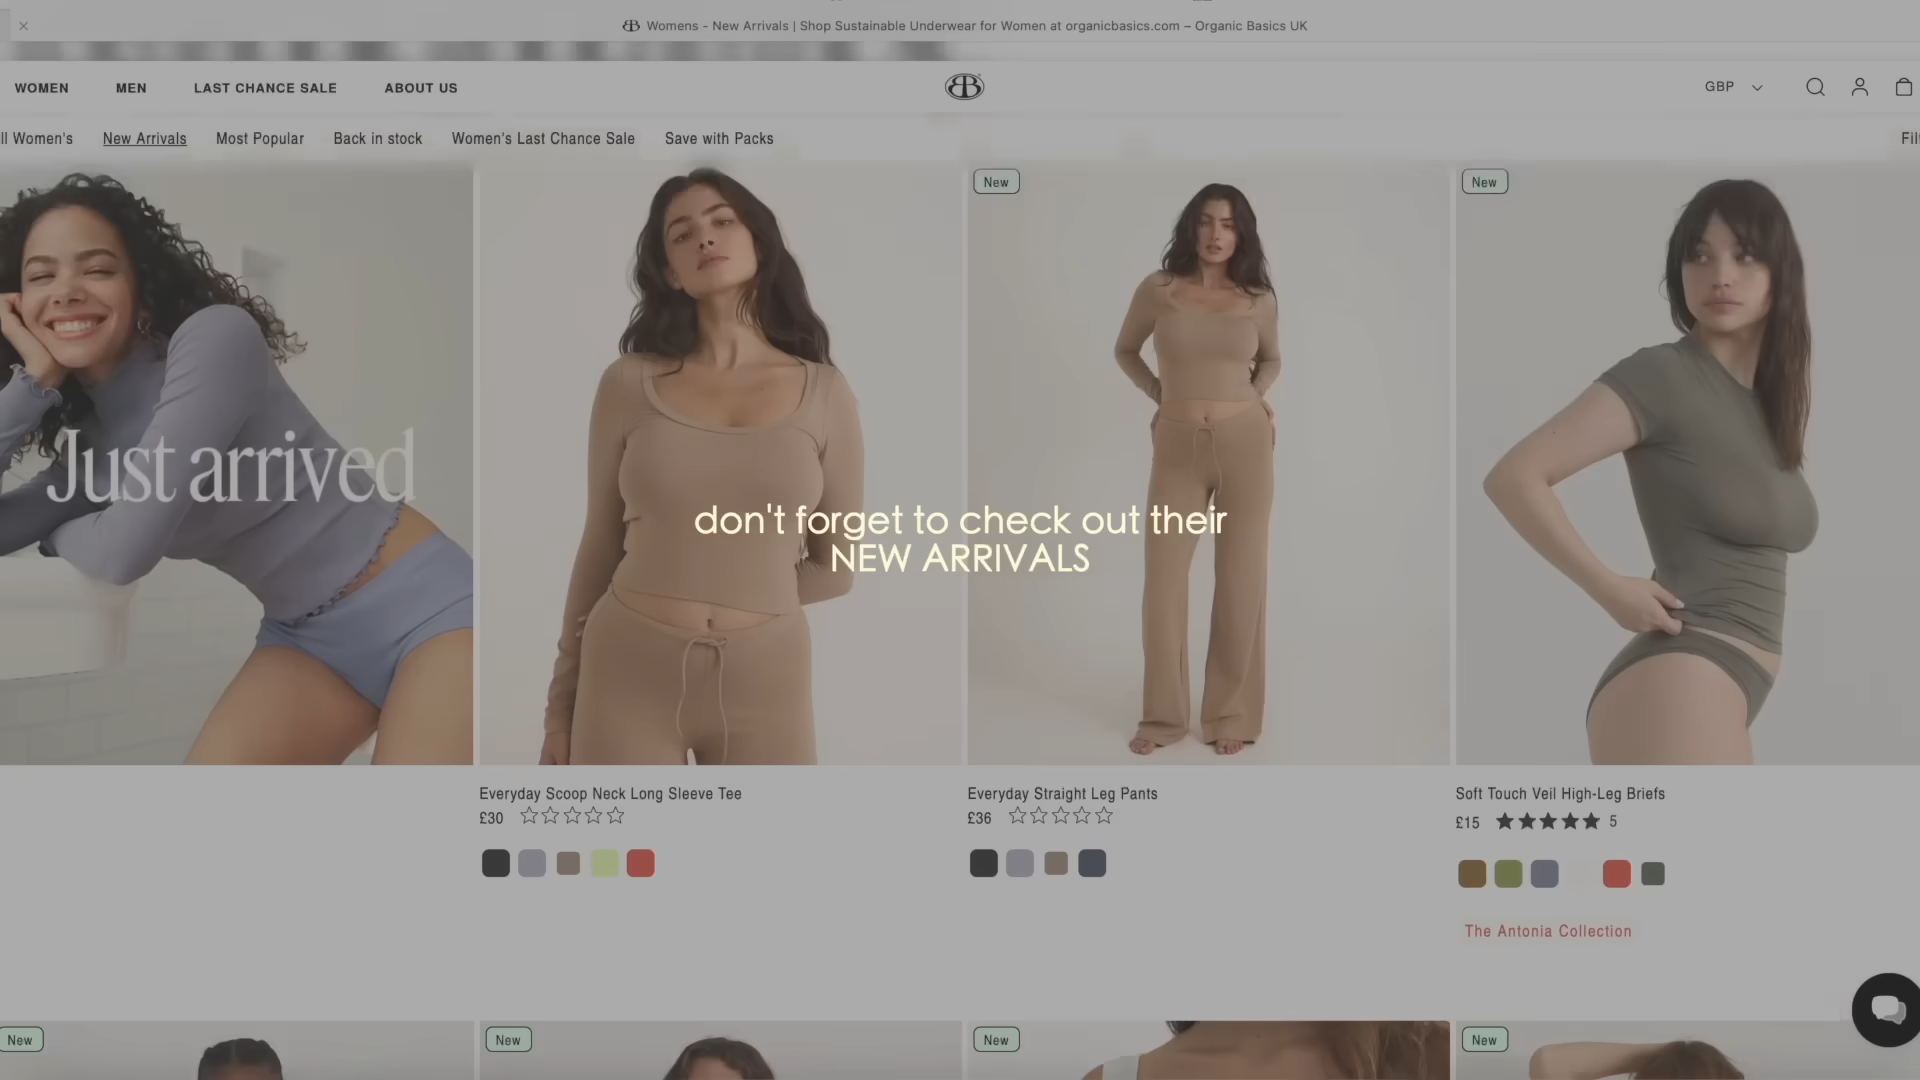 Womens - New Arrivals | Shop Sustainable Underwear for Women at organicbasics.com – Organic Basics UK
WOMEN MEN LAST CHANCE SALE ABOUT US
GBP
ll Women's New Arrivals Most Popular Back in stock Women's Last Chance Sale Save with Packs
Fil
New
New
Just arrived
don't forget to check out their
NEW ARRIVALS
Everyday Scoop Neck Long Sleeve Tee
£30
Everyday Straight Leg Pants
£36
Soft Touch Veil High-Leg Briefs
£15 5
The Antonia Collection
New
New
New
New